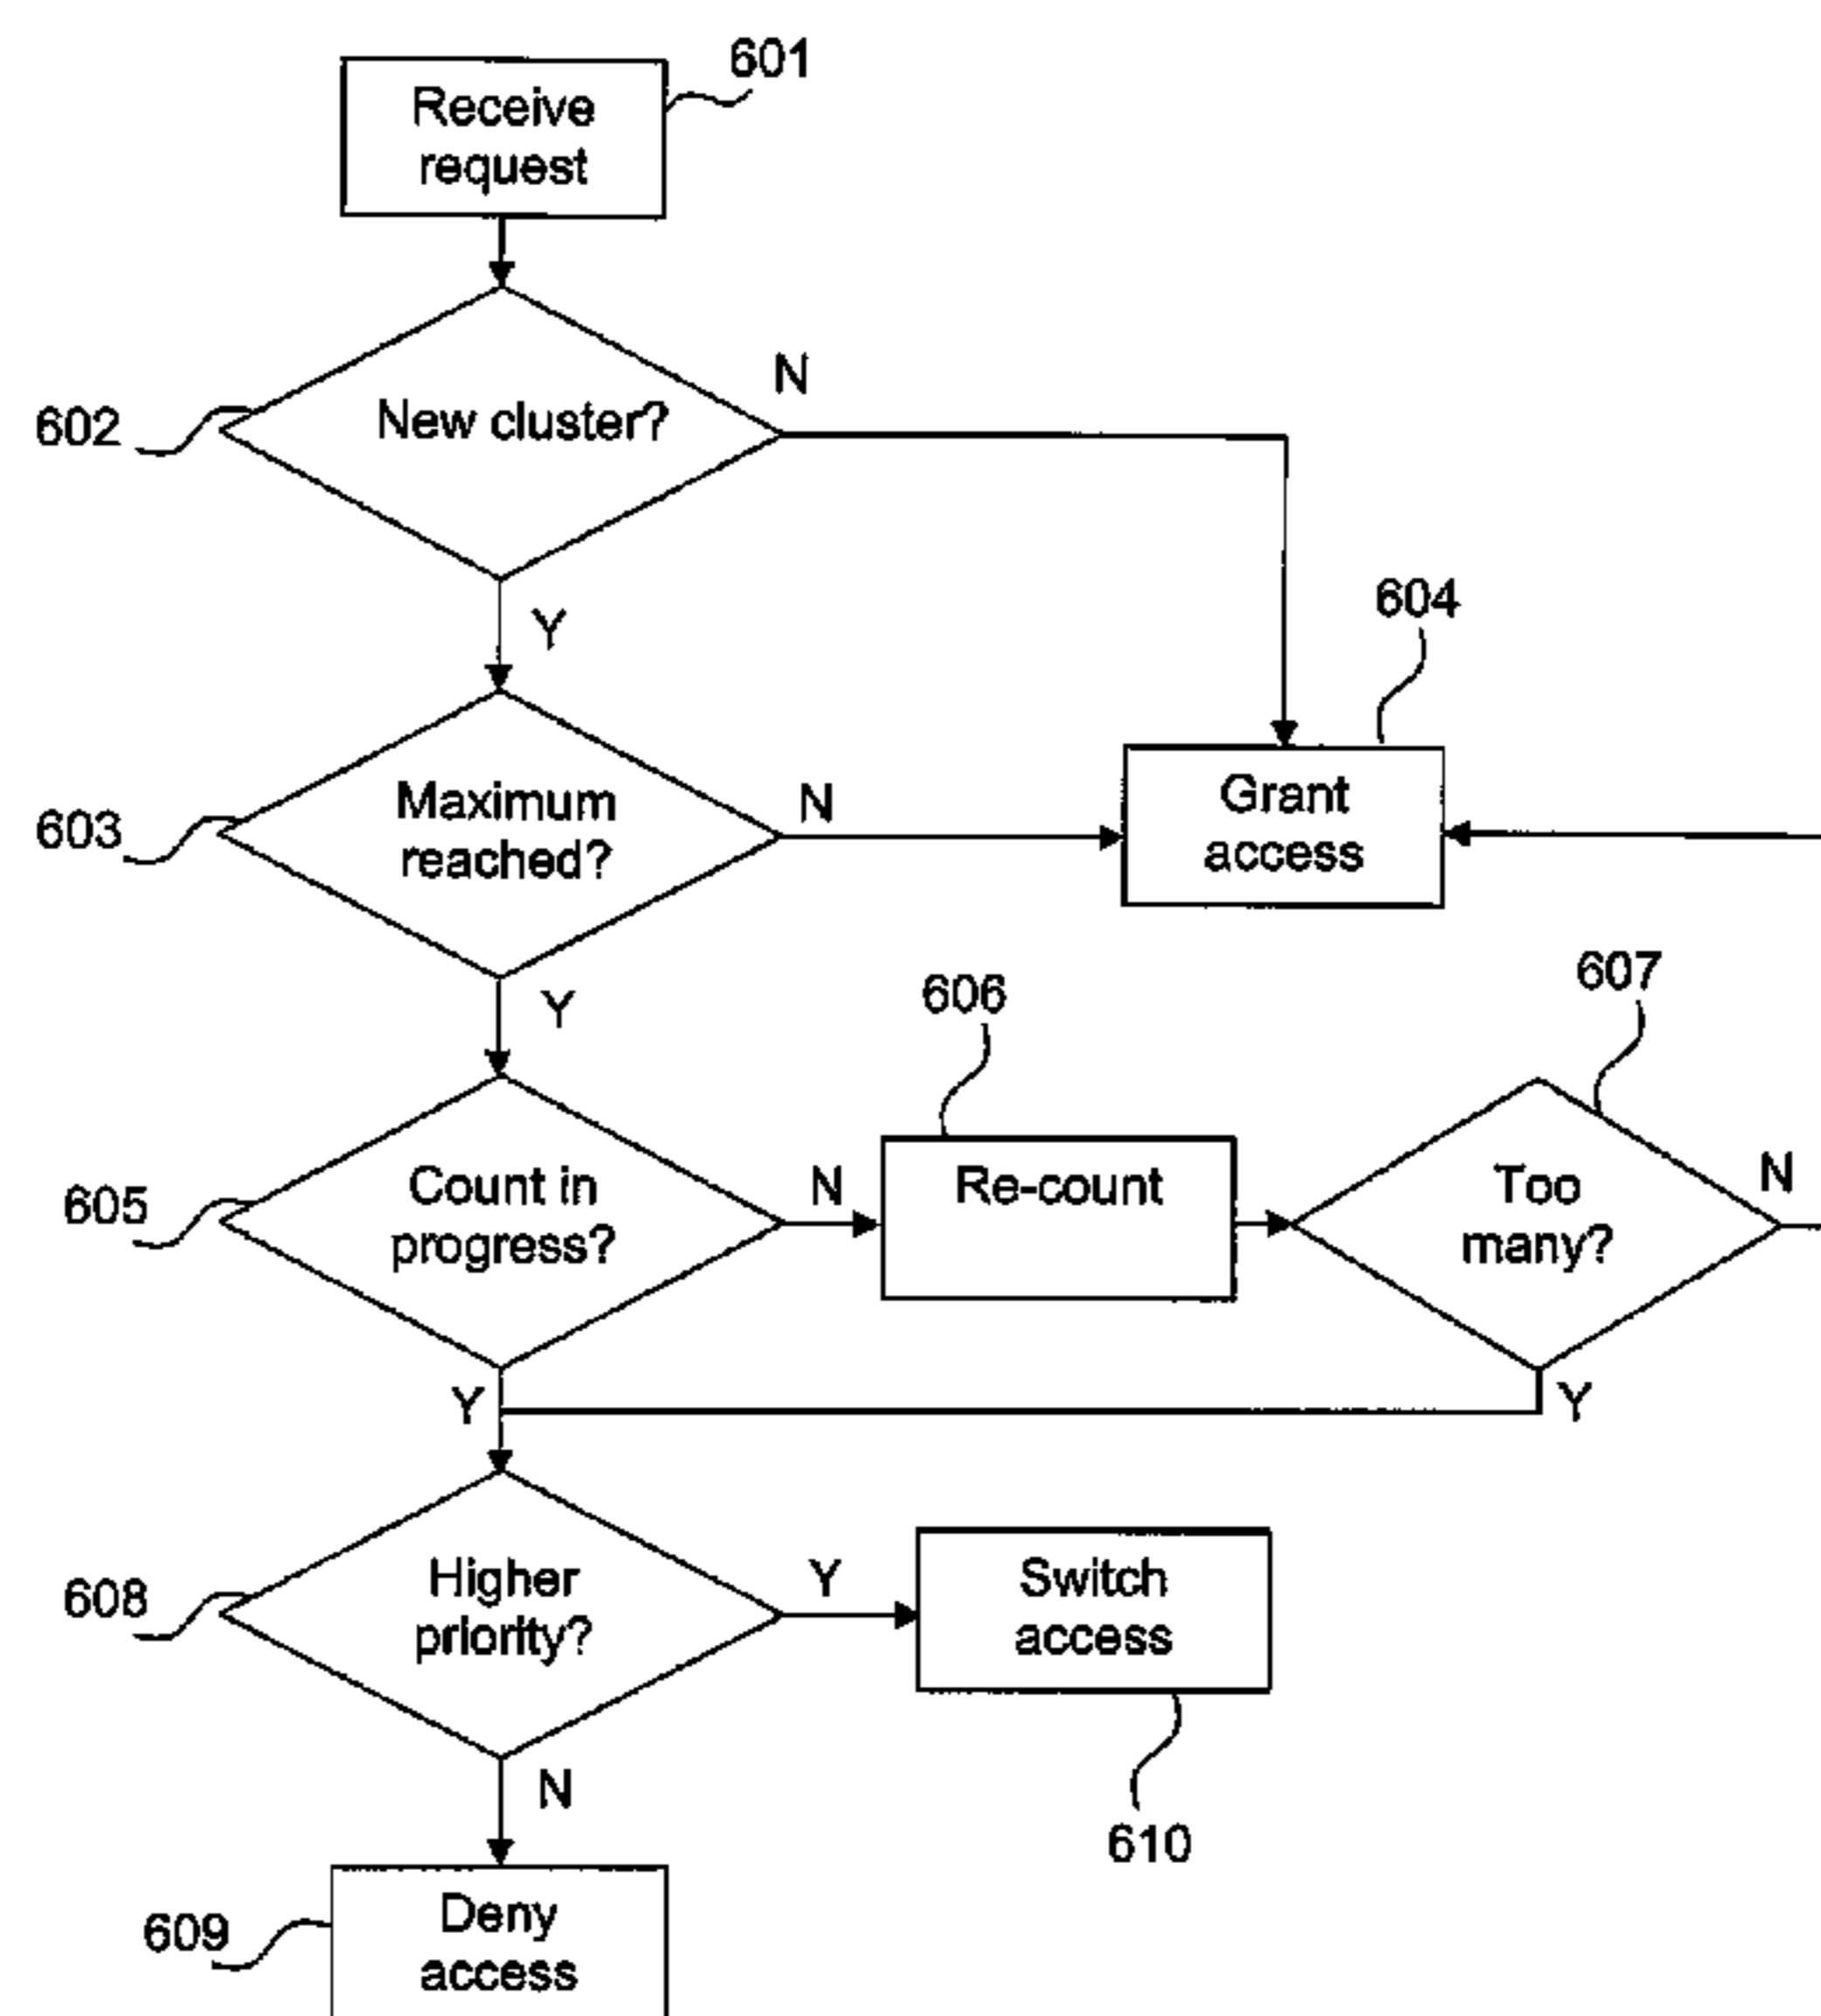 601
Receive
request
N
602
New cluster?
Y
604
603
Maximum
reached?
N
Grant
access
Y
606
607
605
Count in
progress?
N
Re-count
Too
many?
N
Y
Y
608
Higher
priority?
Y
Switch
access
N
610
609
Deny
access